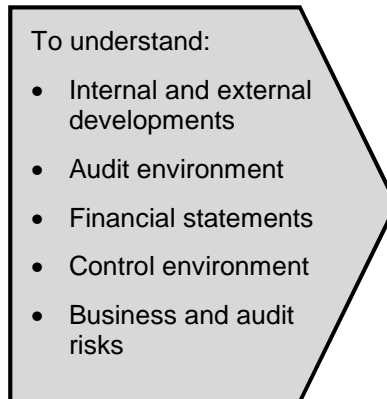 To understand:
• Internal and external
developments
• Audit environment
• Financial statements
• Control environment
• Business and audit
risks